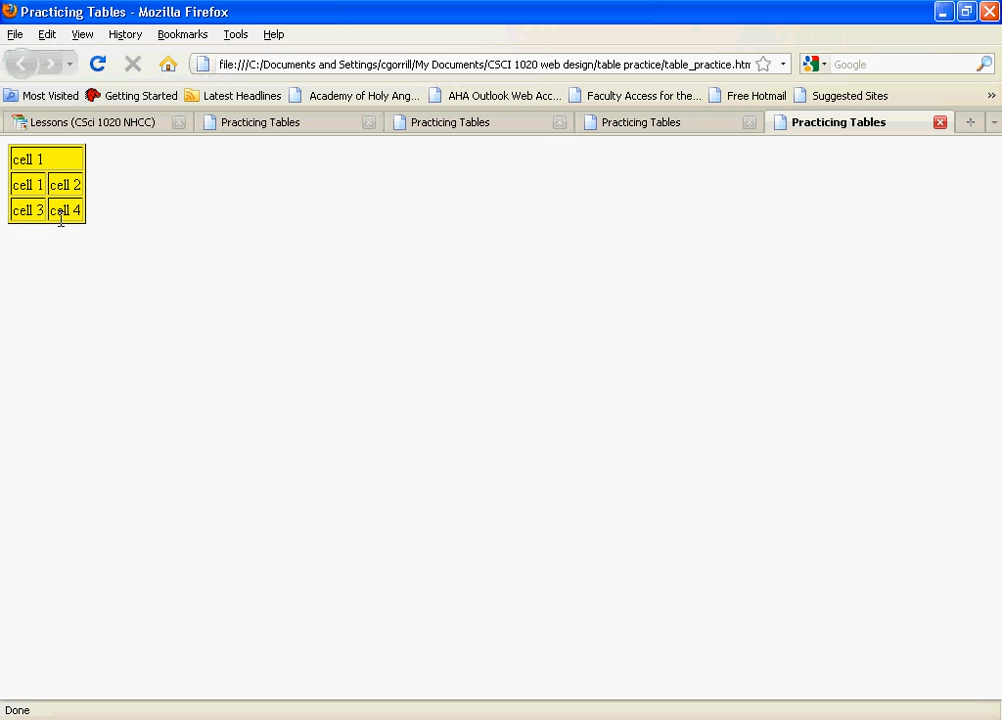 Practicing Tables - Mozilla Firefox
File Edit View History Bookmarks Tools Help
file:///C:/Documents and Settings/cgorrill/My Documents/CSCI 1020 web design/table practice/table_practice.htm Google
Most Visited Getting Started Latest Headlines Academy of Holy Ang... AHA Outlook Web Acc... Faculty Access for the... Free Hotmail Suggested Sites »
Lessons (CSci 1020 NHCC) Practicing Tables Practicing Tables Practicing Tables Practicing Tables
cell 1
cell 1 cell 2
cell 3 cell 4
Done